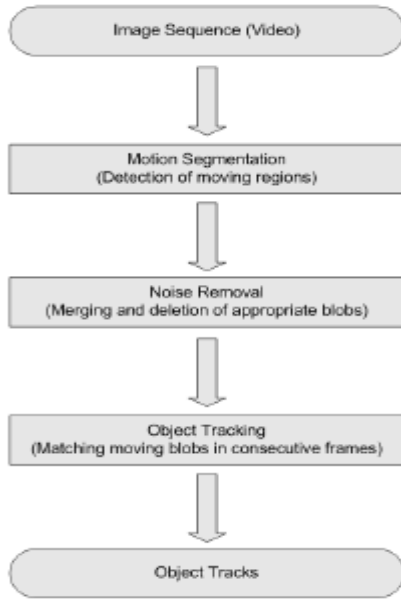 Image Sequence (Video)
Motion Segmentation
(Detection of moving regions)
Noise Removal
(Merging and deletion of appropriate blobs)
Object Tracking
(Matching moving blobs in consecutive frames)
Object Tracks